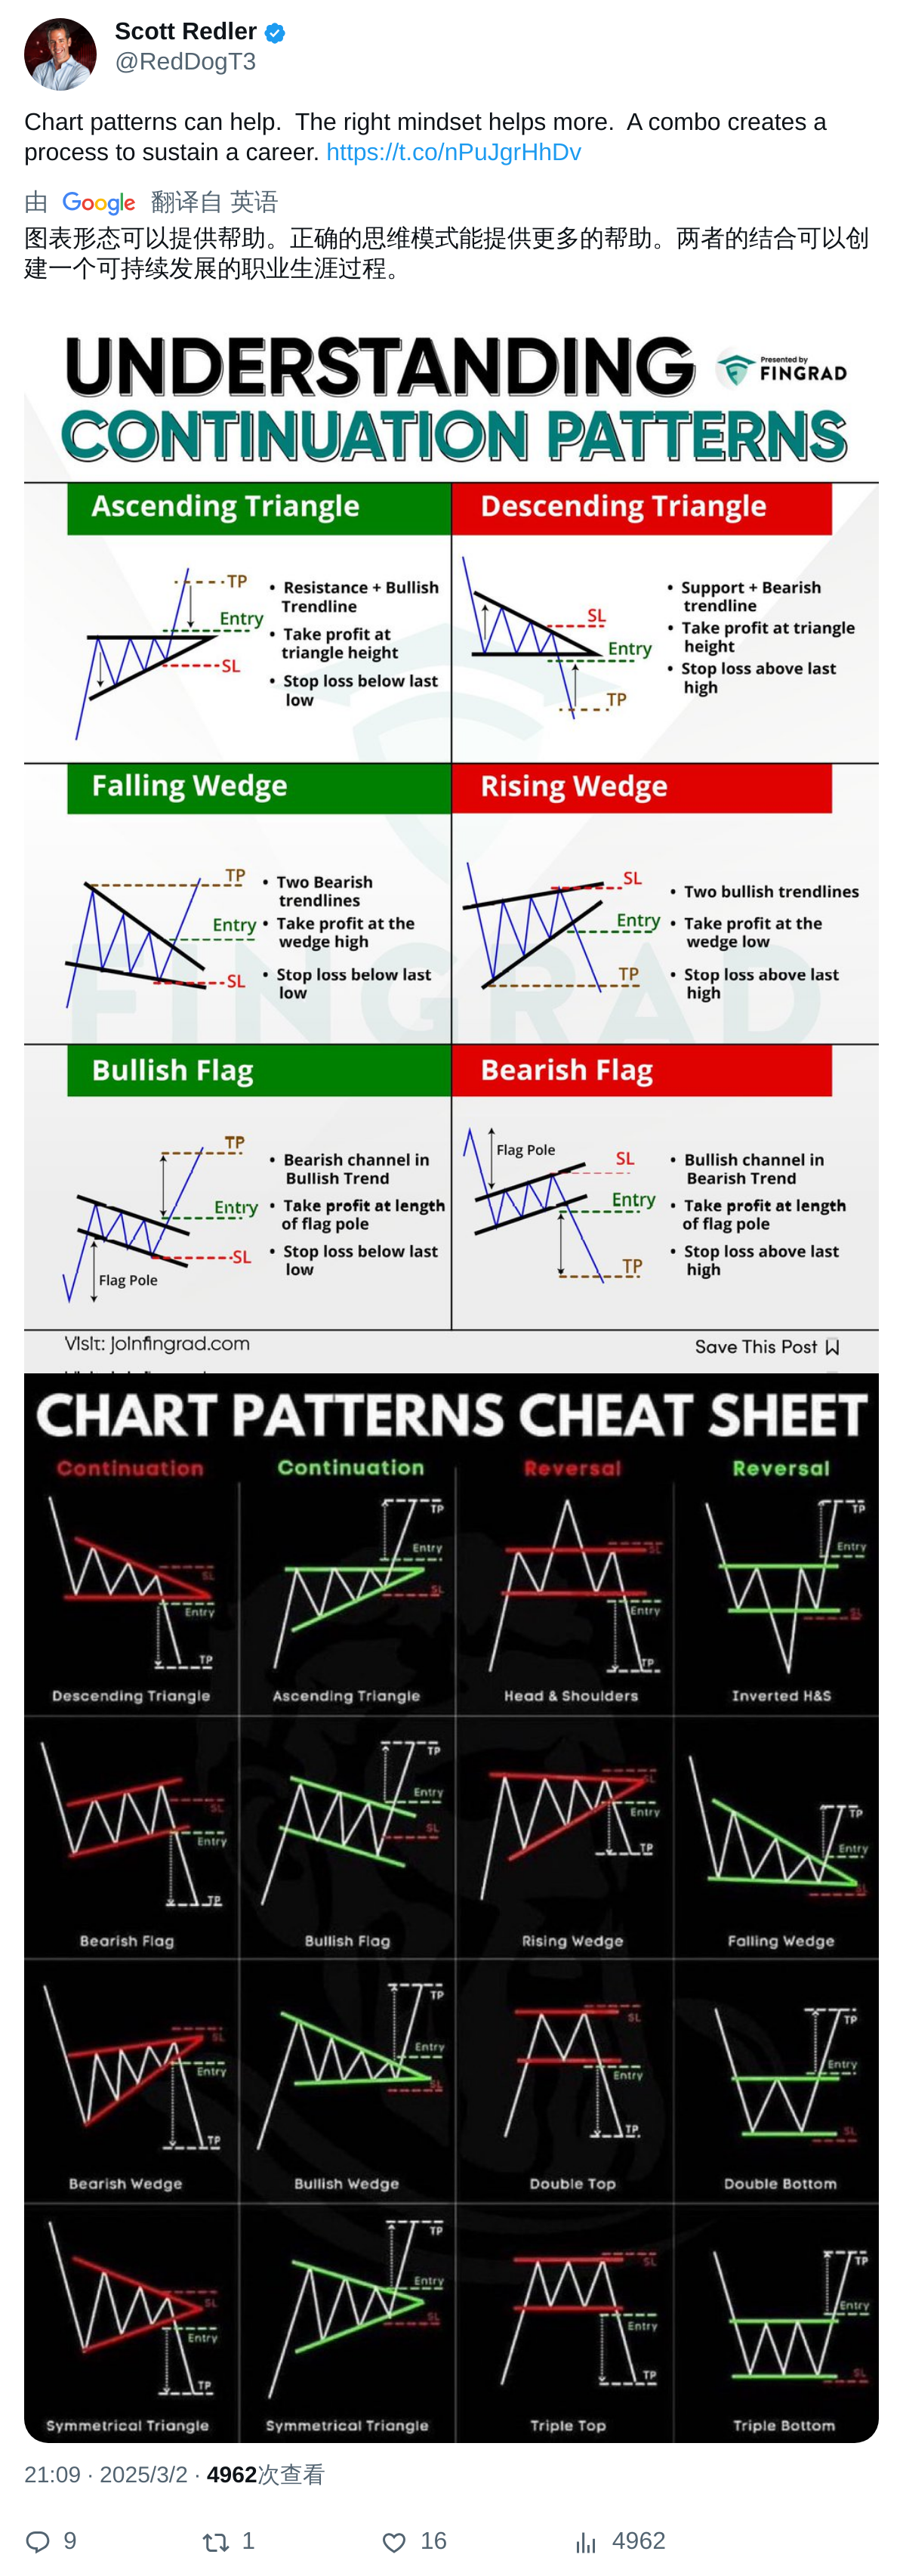 Scott Redler
@RedDogT3
Chart patterns can help.  The right mindset helps more.  A combo creates a
process to sustain a career. https://t.co/nPuJgrHhDv
由 Google 翻译自 英语
图表形态可以提供帮助。正确的思维模式能提供更多的帮助。两者的结合可以创
建一个可持续发展的职业生涯过程。
UNDERSTANDING
Presented by
FINGRAD
CONTINUATION PATTERNS
Ascending Triangle
TP
Entry
SL
• Resistance + Bullish
Trendline
• Take profit at
triangle height
• Stop loss below last
low
Descending Triangle
SL
Entry
TP
• Support + Bearish
trendline
• Take profit at triangle
height
• Stop loss above last
high
Falling Wedge
TP
Entry
SL
• Two Bearish
trendlines
• Take profit at the
wedge high
• Stop loss below last
low
Rising Wedge
SL
Entry
TP
• Two bullish trendlines
• Take profit at the
wedge low
• Stop loss above last
high
FINGRAD
Bullish Flag
TP
Entry
SL
Flag Pole
• Bearish channel in
Bullish Trend
• Take profit at length
of flag pole
• Stop loss below last
low
Bearish Flag
Flag Pole
SL
Entry
TP
• Bullish channel in
Bearish Trend
• Take profit at length
of flag pole
• Stop loss above last
high
Visit: joinfingrad.com
Save This Post
CHART PATTERNS CHEAT SHEET
Continuation
Continuation
Reversal
Reversal
SL
Entry
TP
Descending Triangle
TP
Entry
SL
Ascending Triangle
SL
Entry
TP
Head & Shoulders
TP
Entry
SL
Inverted H&S
SL
Entry
TP
Bearish Flag
TP
Entry
SL
Bullish Flag
SL
Entry
TP
Rising Wedge
TP
Entry
SL
Falling Wedge
SL
Entry
TP
Bearish Wedge
TP
Entry
SL
Bullish Wedge
SL
Entry
TP
Double Top
TP
Entry
SL
Double Bottom
SL
Entry
TP
Symmetrical Triangle
TP
Entry
SL
Symmetrical Triangle
SL
Entry
TP
Triple Top
TP
Entry
SL
Triple Bottom
21:09 · 2025/3/2 · 4962次查看
9
1
16
4962